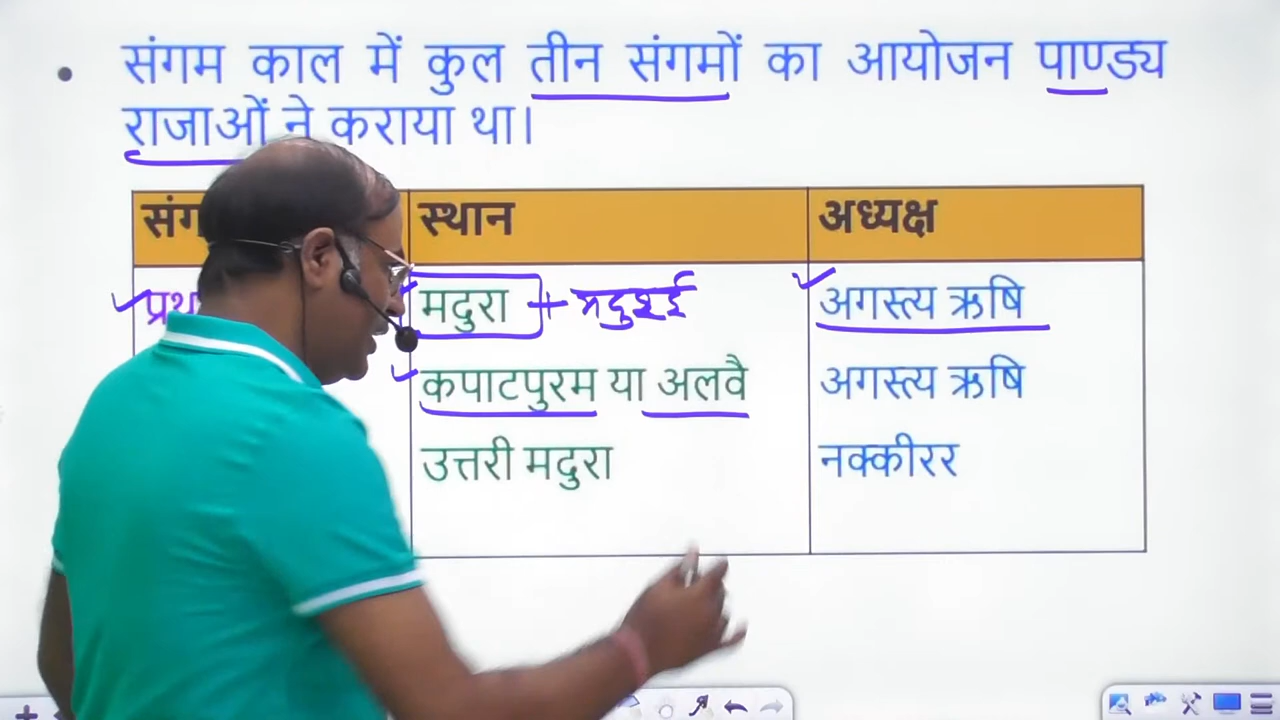 संगम काल में कुल तीन संगमों का आयोजन पाण्ड्य
राजाओं ने कराया था।
स्थान अध्यक्ष
मदुरा + मदुरई अगस्त्य ऋषि
कपाटपुरम या अलवै अगस्त्य ऋषि
उत्तरी मदुरा नक्कीरर